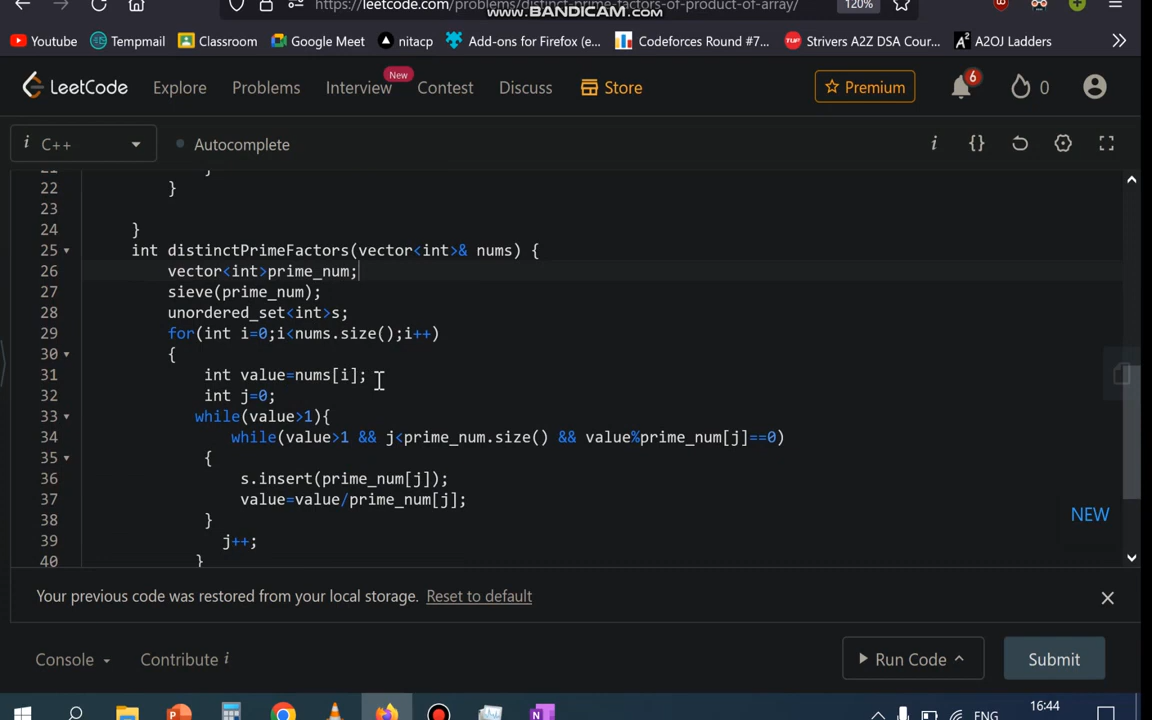 https://leetcode.com/problems/distinct-prime-factors-of-product-of-array/
120%
www.BANDICAM.com
Youtube
Tempmail
Classroom
Google Meet
nitacp
Add-ons for Firefox (e...
Codeforces Round #7...
TUF
Strivers A2Z DSA Cour...
A2OJ Ladders
LeetCode
Explore
Problems
Interview
New
Contest
Discuss
Store
Premium
6
0
i C++
Autocomplete
i {}
22 }
23
24 }
25 int distinctPrimeFactors(vector<int>& nums) {
26 vector<int>prime_num;
27 sieve(prime_num);
28 unordered_set<int>s;
29 for(int i=0;i<nums.size();i++)
30 {
31 int value=nums[i];
32 int j=0;
33 while(value>1){
34 while(value>1 && j<prime_num.size() && value%prime_num[j]==0)
35 {
36 s.insert(prime_num[j]);
37 value=value/prime_num[j];
38 }
39 j++;
40 }
NEW
Your previous code was restored from your local storage. Reset to default
Console
Contribute i
Run Code
Submit
ENG
16:44